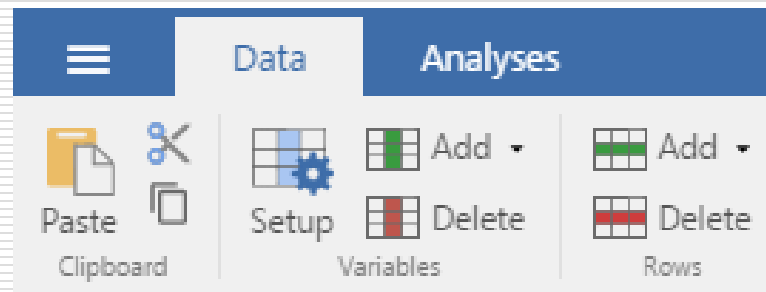 Data Analyses
Add Add
Paste Setup Delete Delete
Clipboard Variables Rows